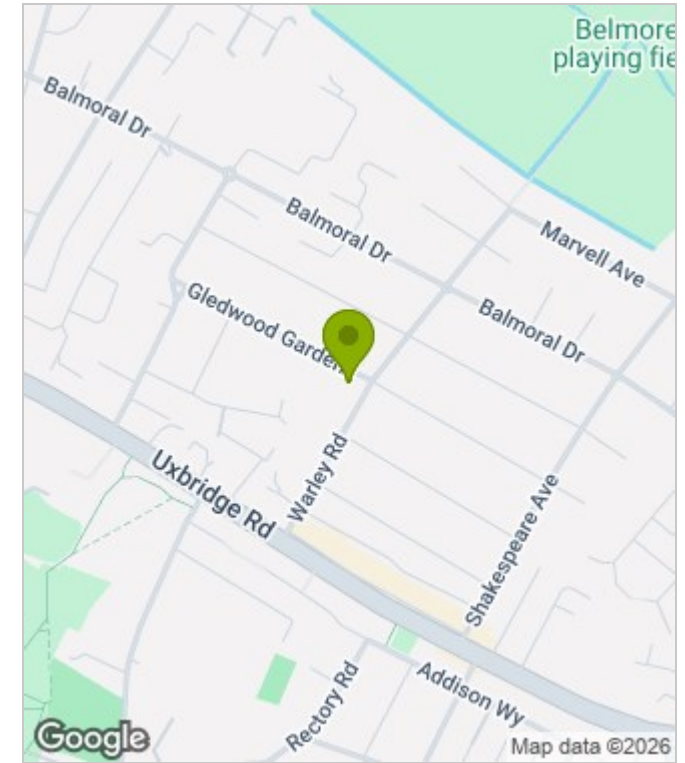 Belmore
playing fie
Balmoral Dr
Balmoral Dr
Marvell Ave
Gledwood Garden
Balmoral Dr
Warley Rd
Uxbridge Rd
Shakespeare Ave
Rectory Rd
Addison Wy
Google
Map data ©2026